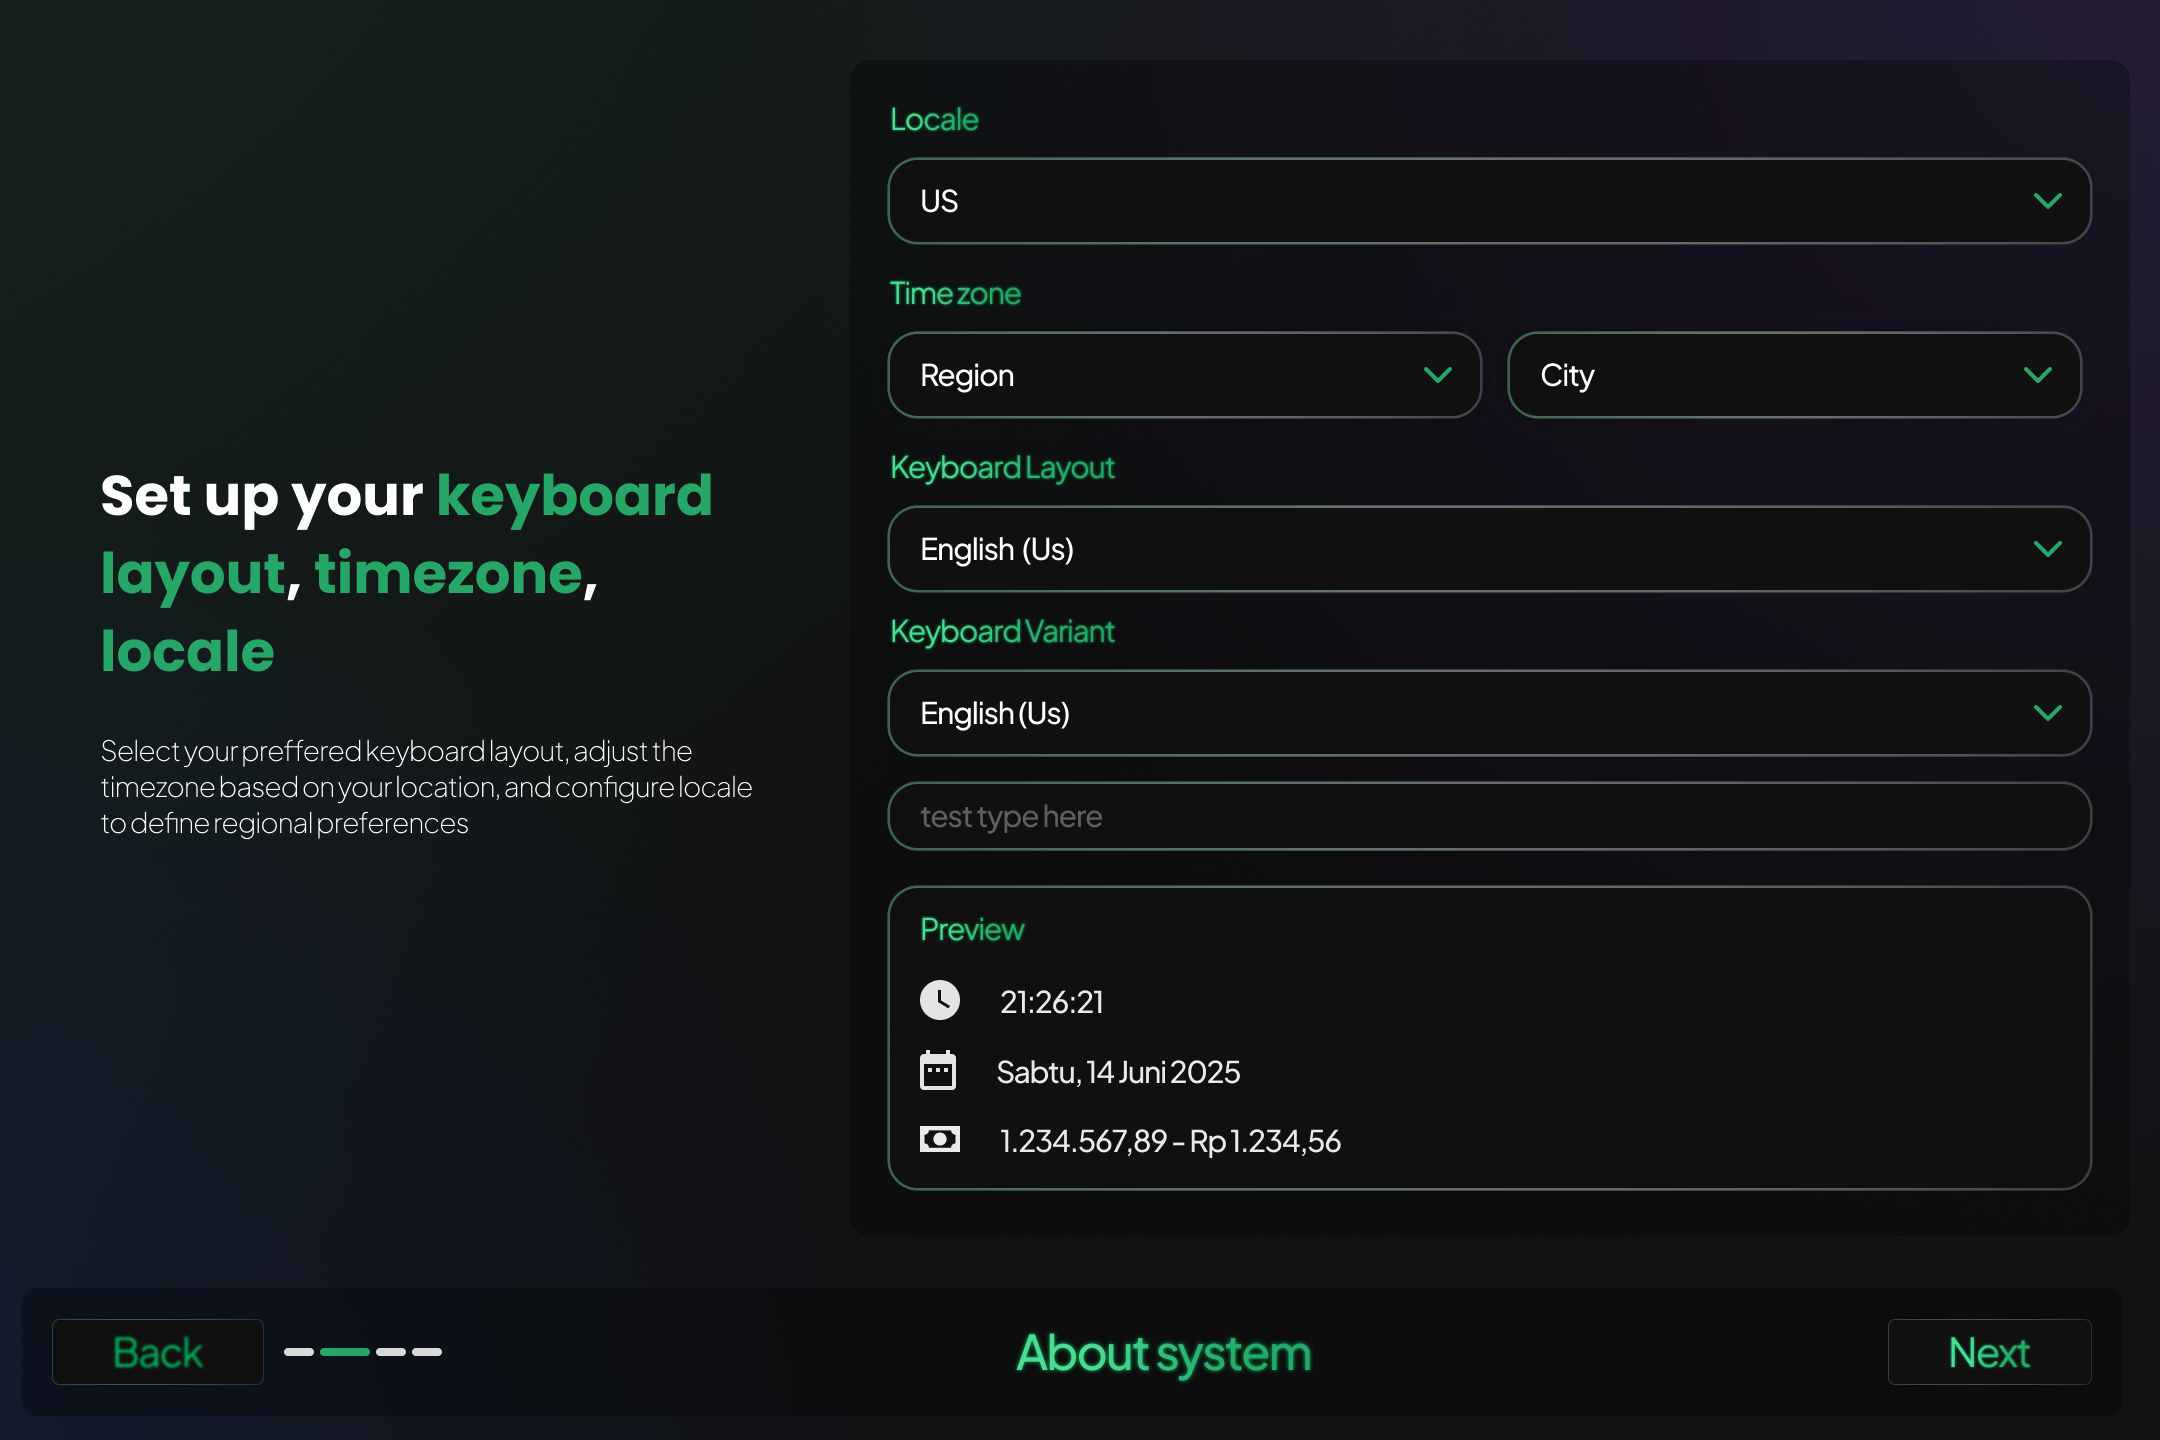 Set up your keyboard
layout, timezone,
locale
Select your preffered keyboard layout, adjust the
timezone based on your location, and configure locale
to define regional preferences
Locale
US
Time zone
Region
City
Keyboard Layout
English (Us)
Keyboard Variant
English (Us)
test type here
Preview
21:26:21
Sabtu, 14 Juni 2025
1.234.567,89 - Rp 1.234,56
Back
About system
Next